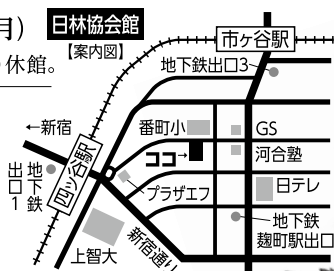 月)
日林協会館
【案内図】
休館。
市ヶ谷駅
地下鉄出口3
←新宿
番町小
GS
ココ→
河合塾
四ッ谷駅
地下鉄
出口1
プラザエフ
日テレ
地下鉄
麹町駅出口
上智大
新宿通り